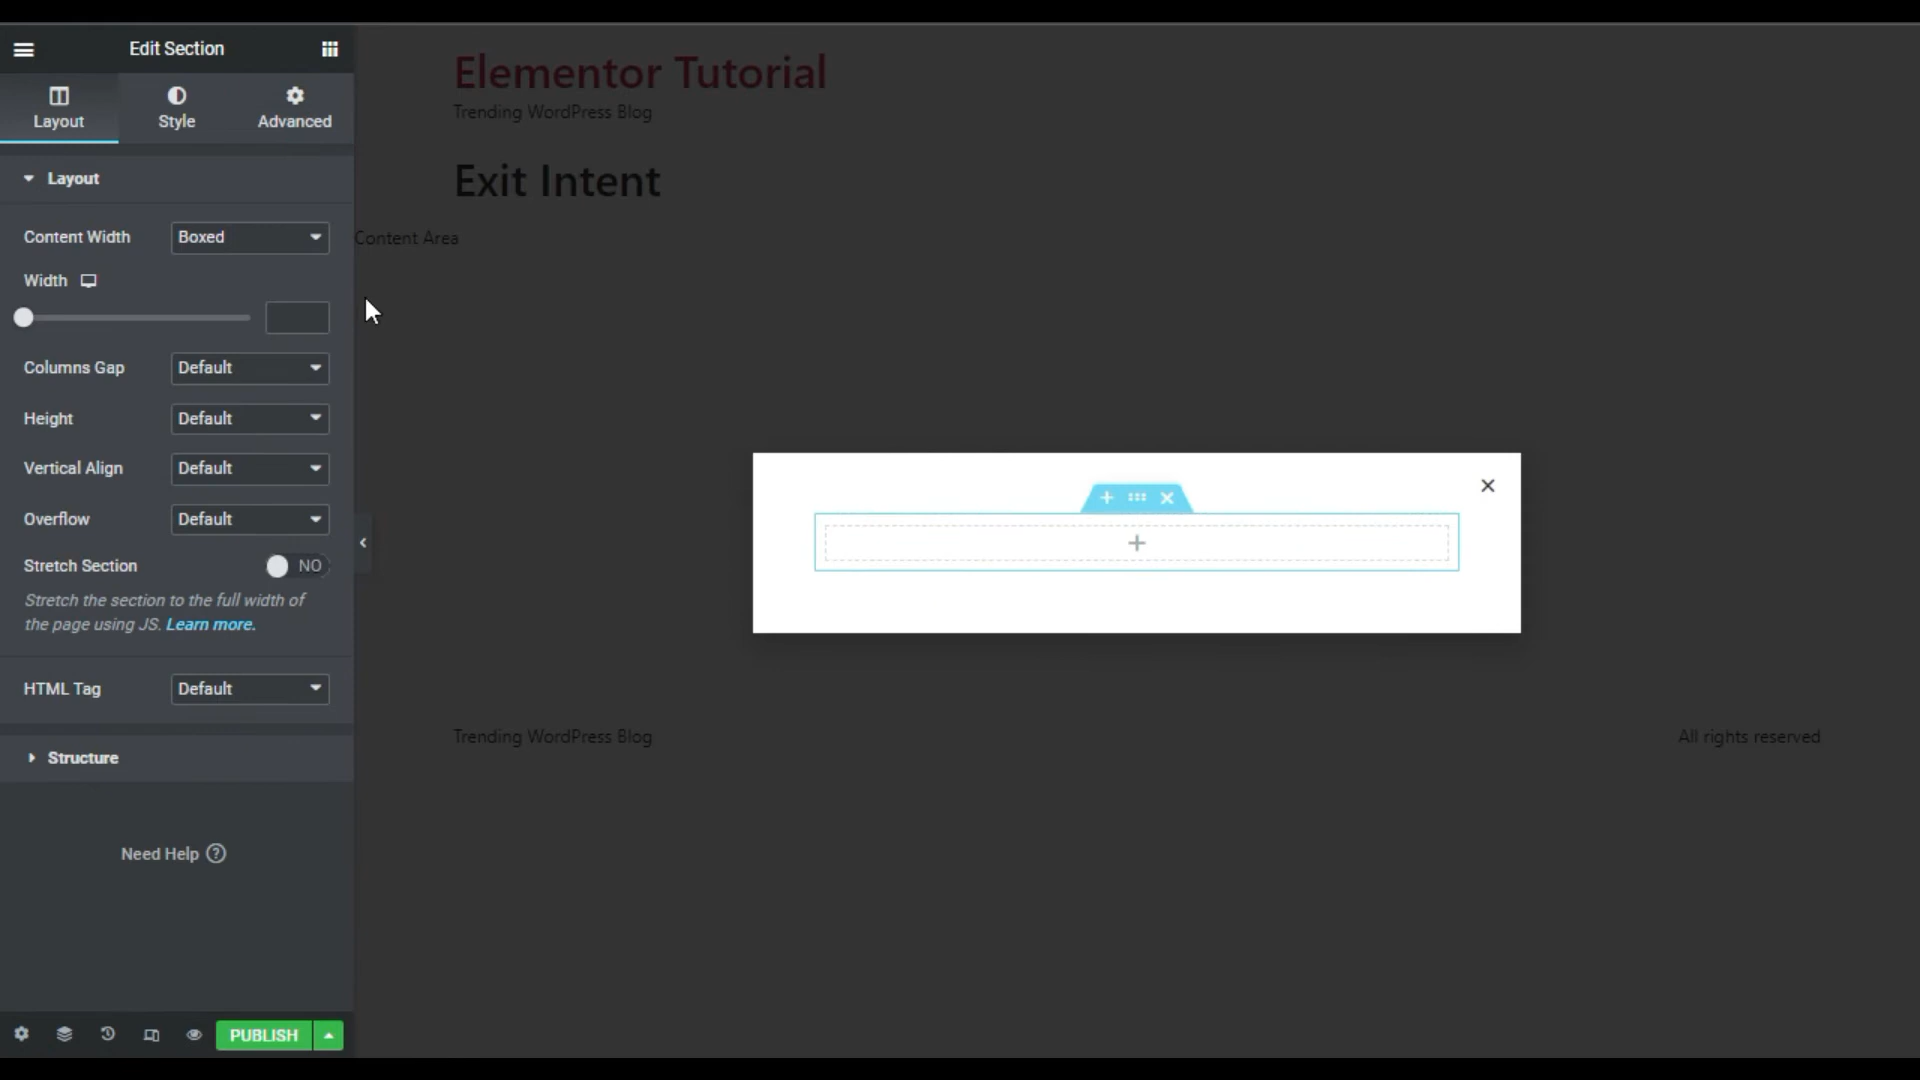 Edit Section
Layout
Style
Advanced
Layout
Content Width
Boxed
Width
Columns Gap
Default
Height
Default
Vertical Align
Default
Overflow
Default
Stretch Section
NO
Stretch the section to the full width of
the page using JS. Learn more.
HTML Tag
Default
Structure
Need Help
PUBLISH
Elementor Tutorial
Trending WordPress Blog
Exit Intent
Content Area
Trending WordPress Blog
All rights reserved